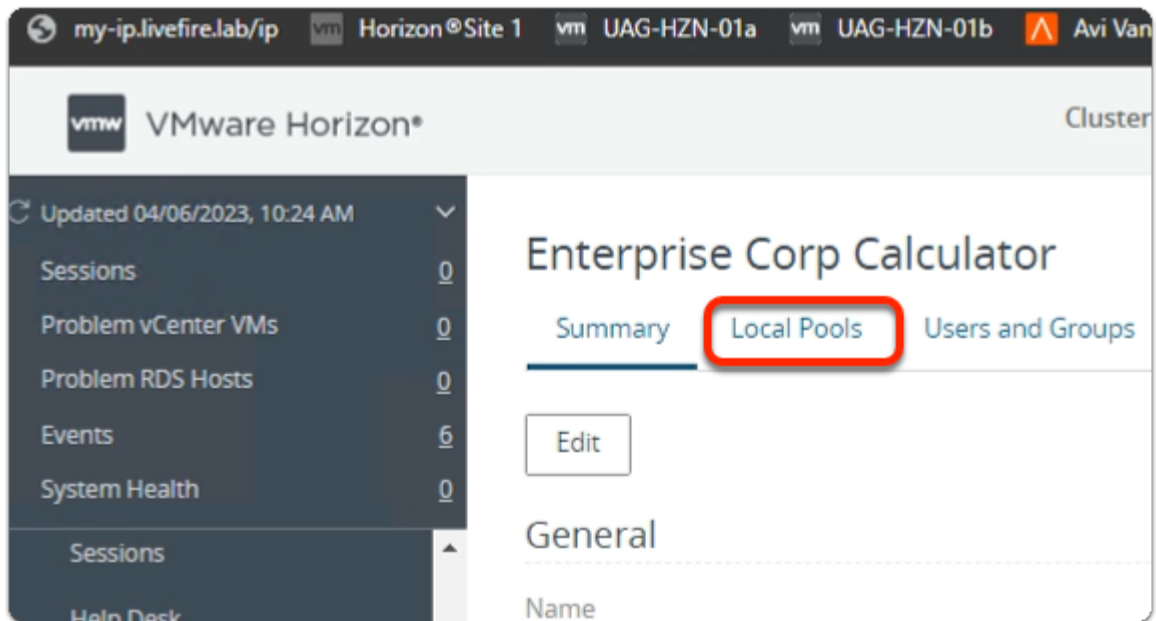 my-ip.livefire.lab/ip vm Horizon®Site 1 vm UAG-HZN-01a vm UAG-HZN-01b Avi Van
vmw VMware Horizon® Cluster
Updated 04/06/2023, 10:24 AM
Sessions 0
Problem vCenter VMs 0
Problem RDS Hosts 0
Events 6
System Health 0
Sessions
Help Desk
Enterprise Corp Calculator
Summary Local Pools Users and Groups
Edit
General
Name